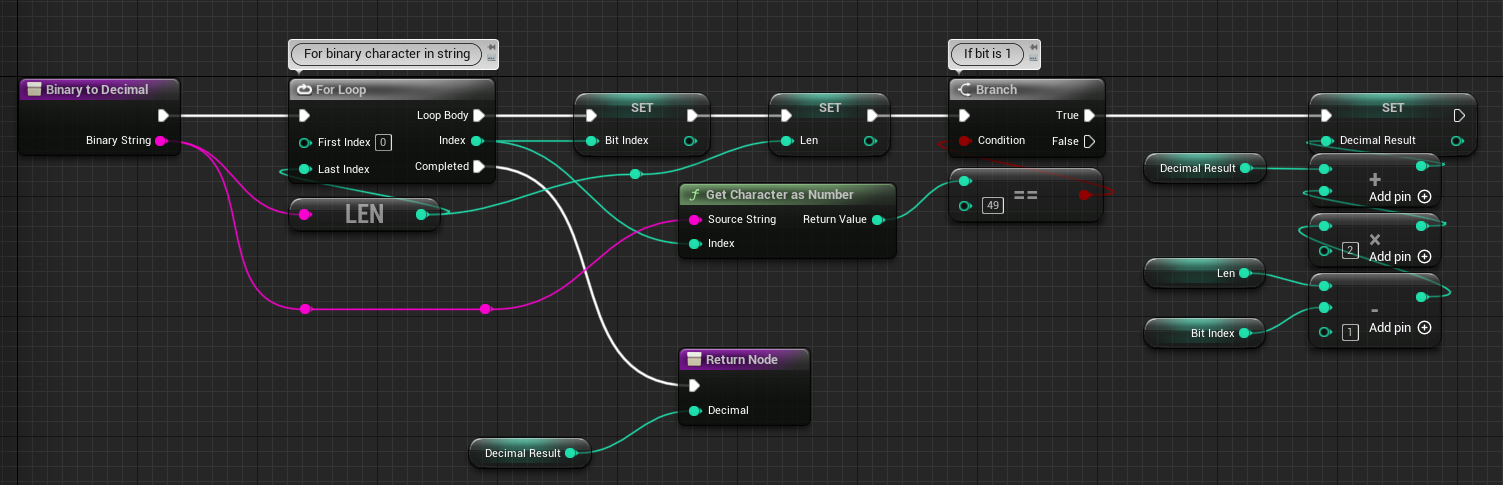 For binary character in string
If bit is 1
Binary to Decimal
Binary String
For Loop
First Index 0
Last Index
Loop Body
Index
Completed
LEN
SET
Bit Index
SET
Len
Get Character as Number
Source String
Index
Return Value
Branch
Condition
True
False
==
49
SET
Decimal Result
Decimal Result
+
Add pin
×
2
Add pin
Len
Bit Index
-
1
Add pin
Return Node
Decimal
Decimal Result